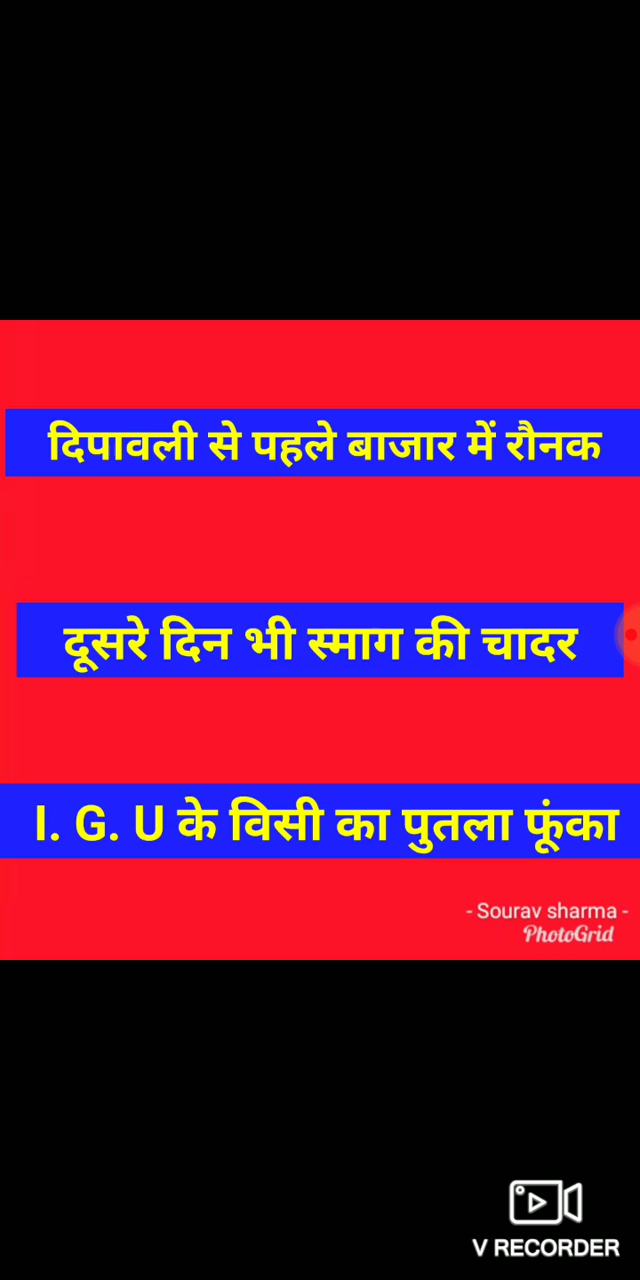 दिपावली से पहले बाजार में रौनक
दूसरे दिन भी स्माग की चादर
I. G. U के विसी का पुतला फूंका
- Sourav sharma -
PhotoGrid
V RECORDER